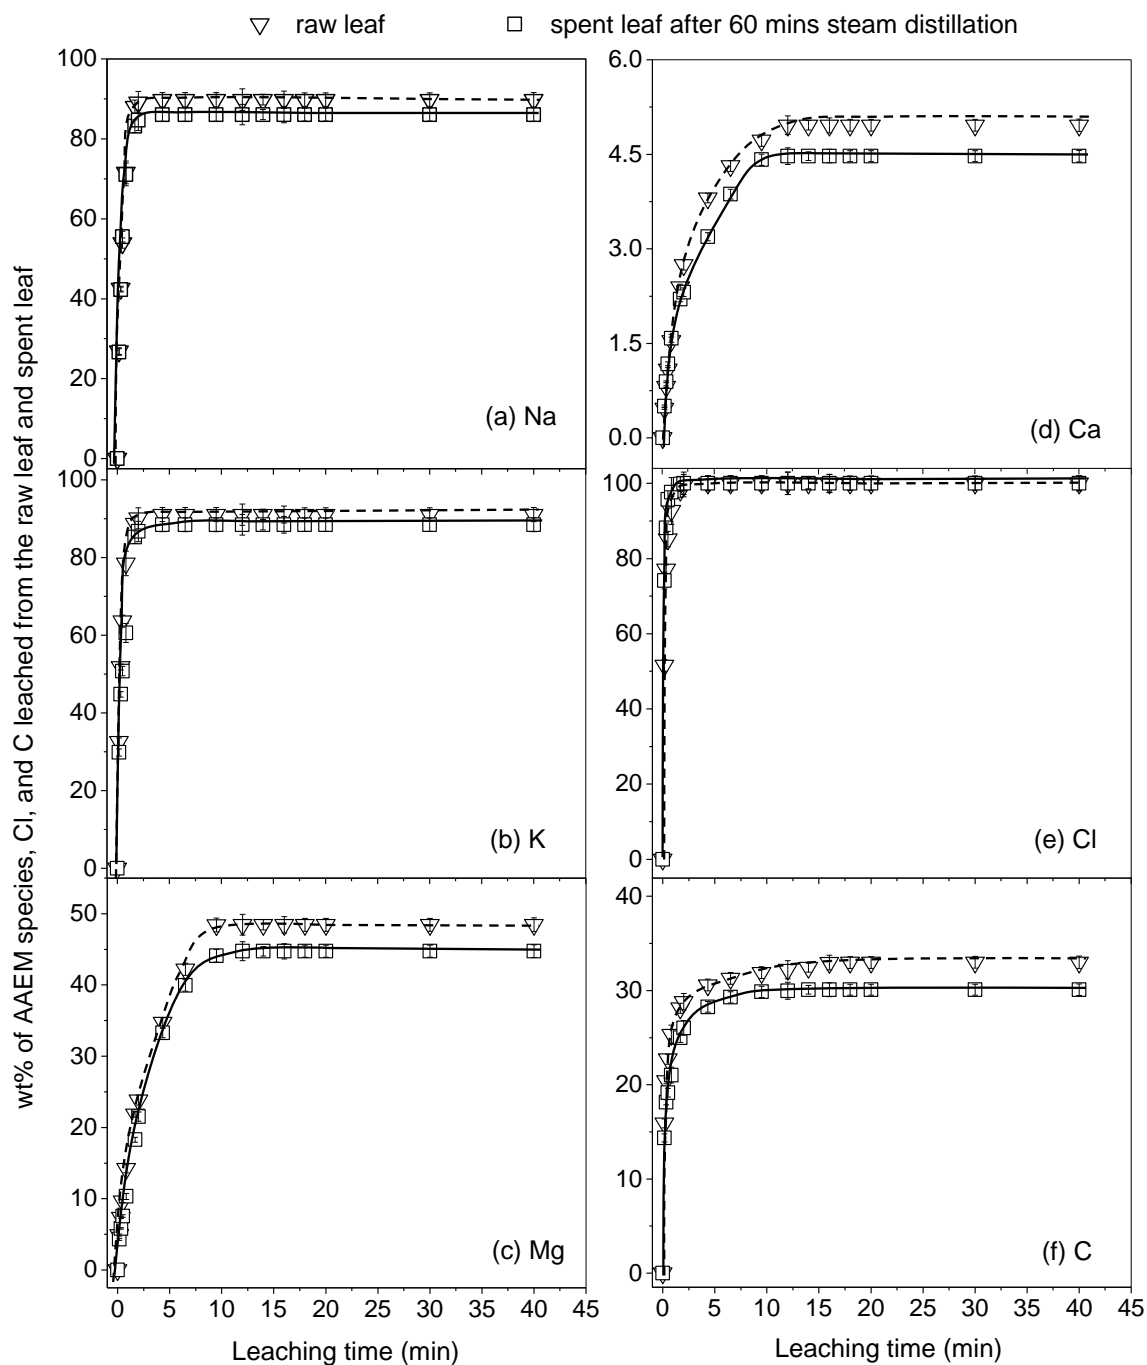 raw leaf
spent leaf after 60 mins steam distillation
wt% of AAEM species, Cl, and C leached from the raw leaf and spent leaf
100
80
60
40
20
0
(a) Na
6.0
4.5
3.0
1.5
0.0
(d) Ca
100
80
60
40
20
0
(b) K
100
80
60
40
20
0
(e) Cl
50
40
30
20
10
0
(c) Mg
0 5 10 15 20 25 30 35 40
Leaching time (min)
40
30
20
10
0
(f) C
0 5 10 15 20 25 30 35 40 45
Leaching time (min)